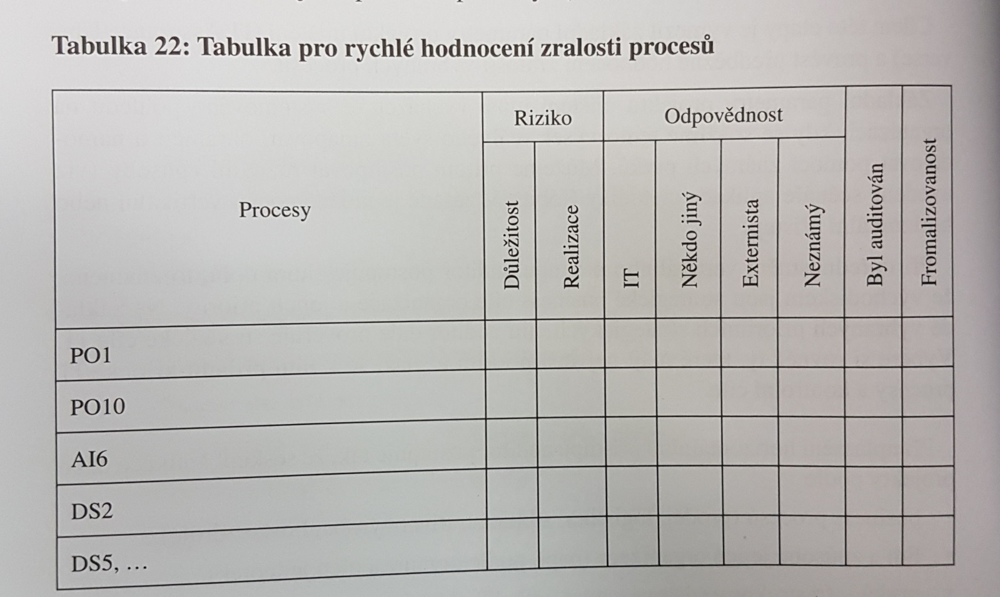 Tabulka 22: Tabulka pro rychlé hodnocení zralosti procesů
Procesy
Riziko
Odpovědnost
Důležitost
Realizace
IT
Někdo jiný
Externista
Neznámý
Byl auditován
Fromalizovanost
PO1
PO10
AI6
DS2
DS5, ...